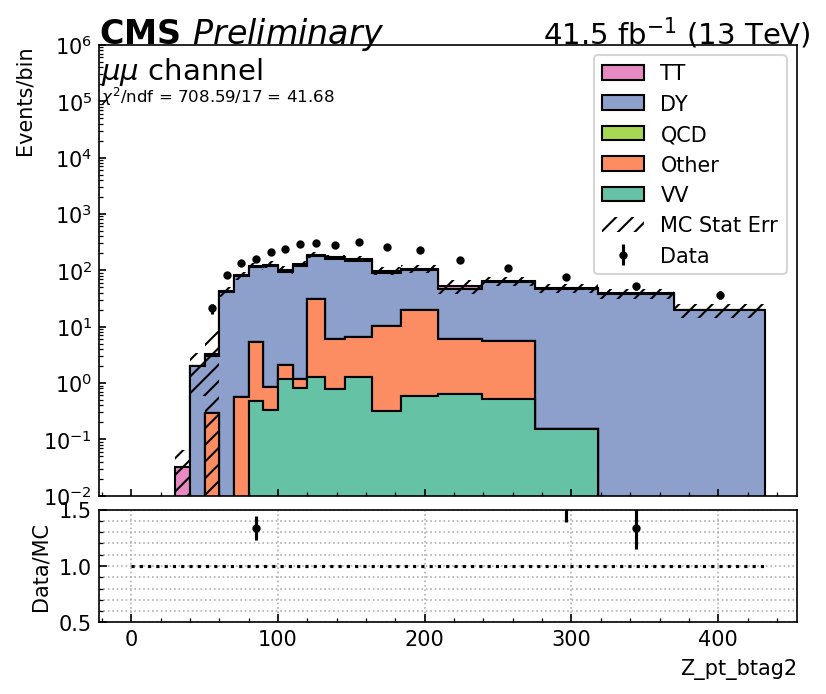 CMS Preliminary 41.5 fb⁻¹ (13 TeV)
μμ channel
χ²/ndf = 708.59/17 = 41.68
Events/bin
10⁶
10⁵
10⁴
10³
10²
10¹
10⁰
10⁻¹
10⁻²
TT
DY
QCD
Other
VV
MC Stat Err
Data
Data/MC
1.5
1.0
0.5
0 100 200 300 400
Z_pt_btag2